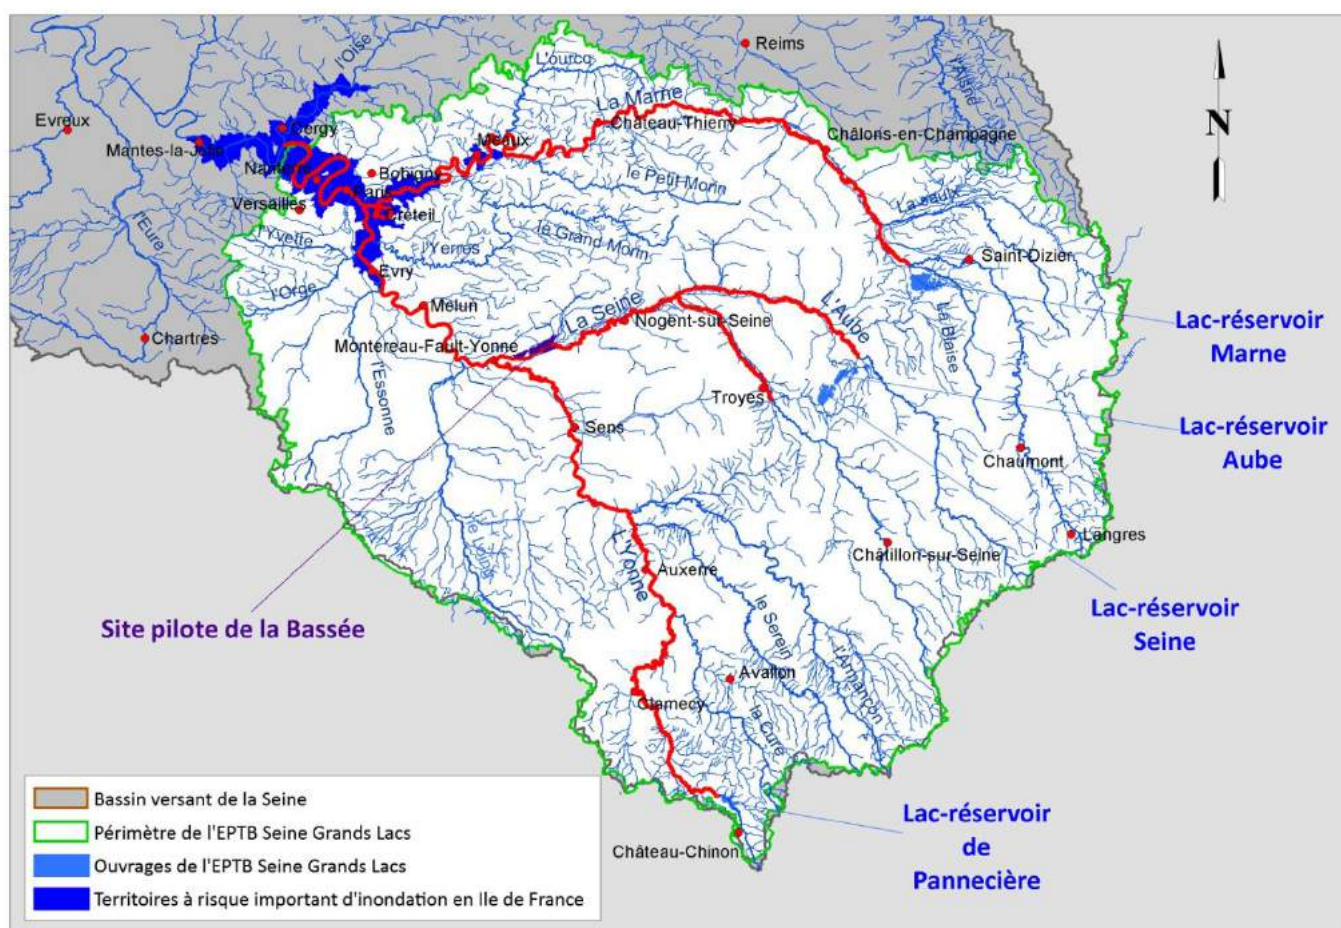 Reims
l'Oise
L'ourcq
l'Aisne
La Marne
Evreux
Cergy
Château-Thierry
Châlons-en-Champagne
Mantes-la-Jolie
Meaux
Bobigny
le Petit Morin
Paris
Versailles
Créteil
La Saulx
l'Eure
l'Yvette
l'Yerres
le Grand Morin
Saint-Dizier
Evry
l'Orge
Melun
La Seine
L'Aube
La Blaise
Nogent-sur-Seine
Lac-réservoir
Marne
Chartres
Montereau-Fault-Yonne
l'Essonne
Troyes
Sens
Lac-réservoir
Aube
Chaumont
le Loing
L'Yonne
Châtillon-sur-Seine
Langres
Auxerre
le Serein
l'Armançon
Lac-réservoir
Seine
Site pilote de la Bassée
Avallon
Clamecy
la Cure
Château-Chinon
Lac-réservoir
de
Pannecière
N
Bassin versant de la Seine
Périmètre de l'EPTB Seine Grands Lacs
Ouvrages de l'EPTB Seine Grands Lacs
Territoires à risque important d'inondation en Ile de France